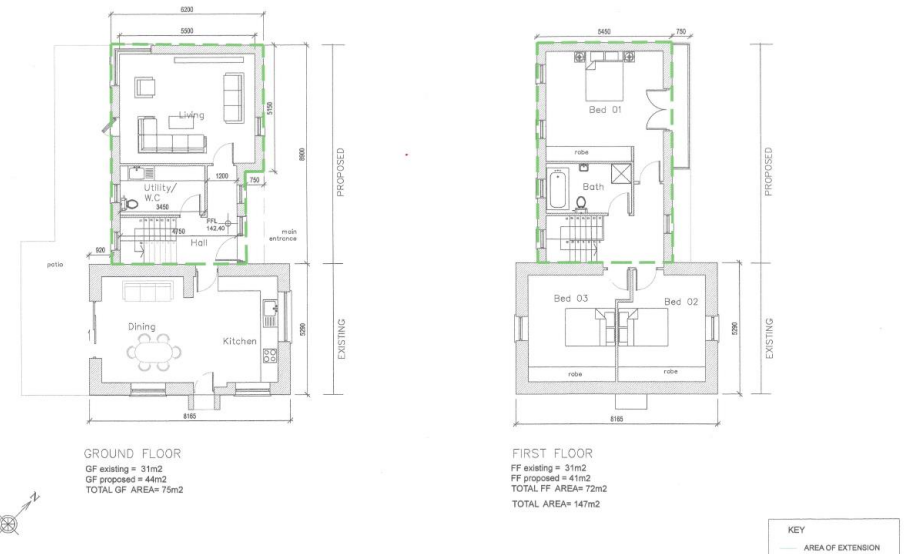 6200
5500
Living
5150
8900
PROPOSED
1200
750
Utility/
W.C
3450
FFL
142.40
4750
Hall
main
entrance
920
patio
Dining
Kitchen
5290
EXISTING
8165
GROUND FLOOR
GF existing = 31m2
GF proposed = 44m2
TOTAL GF AREA= 75m2
N
5450
750
Bed 01
robe
Bath
PROPOSED
Bed 03
Bed 02
robe
robe
5290
EXISTING
8165
FIRST FLOOR
FF existing = 31m2
FF proposed = 41m2
TOTAL FF AREA= 72m2
TOTAL AREA= 147m2
KEY
AREA OF EXTENSION